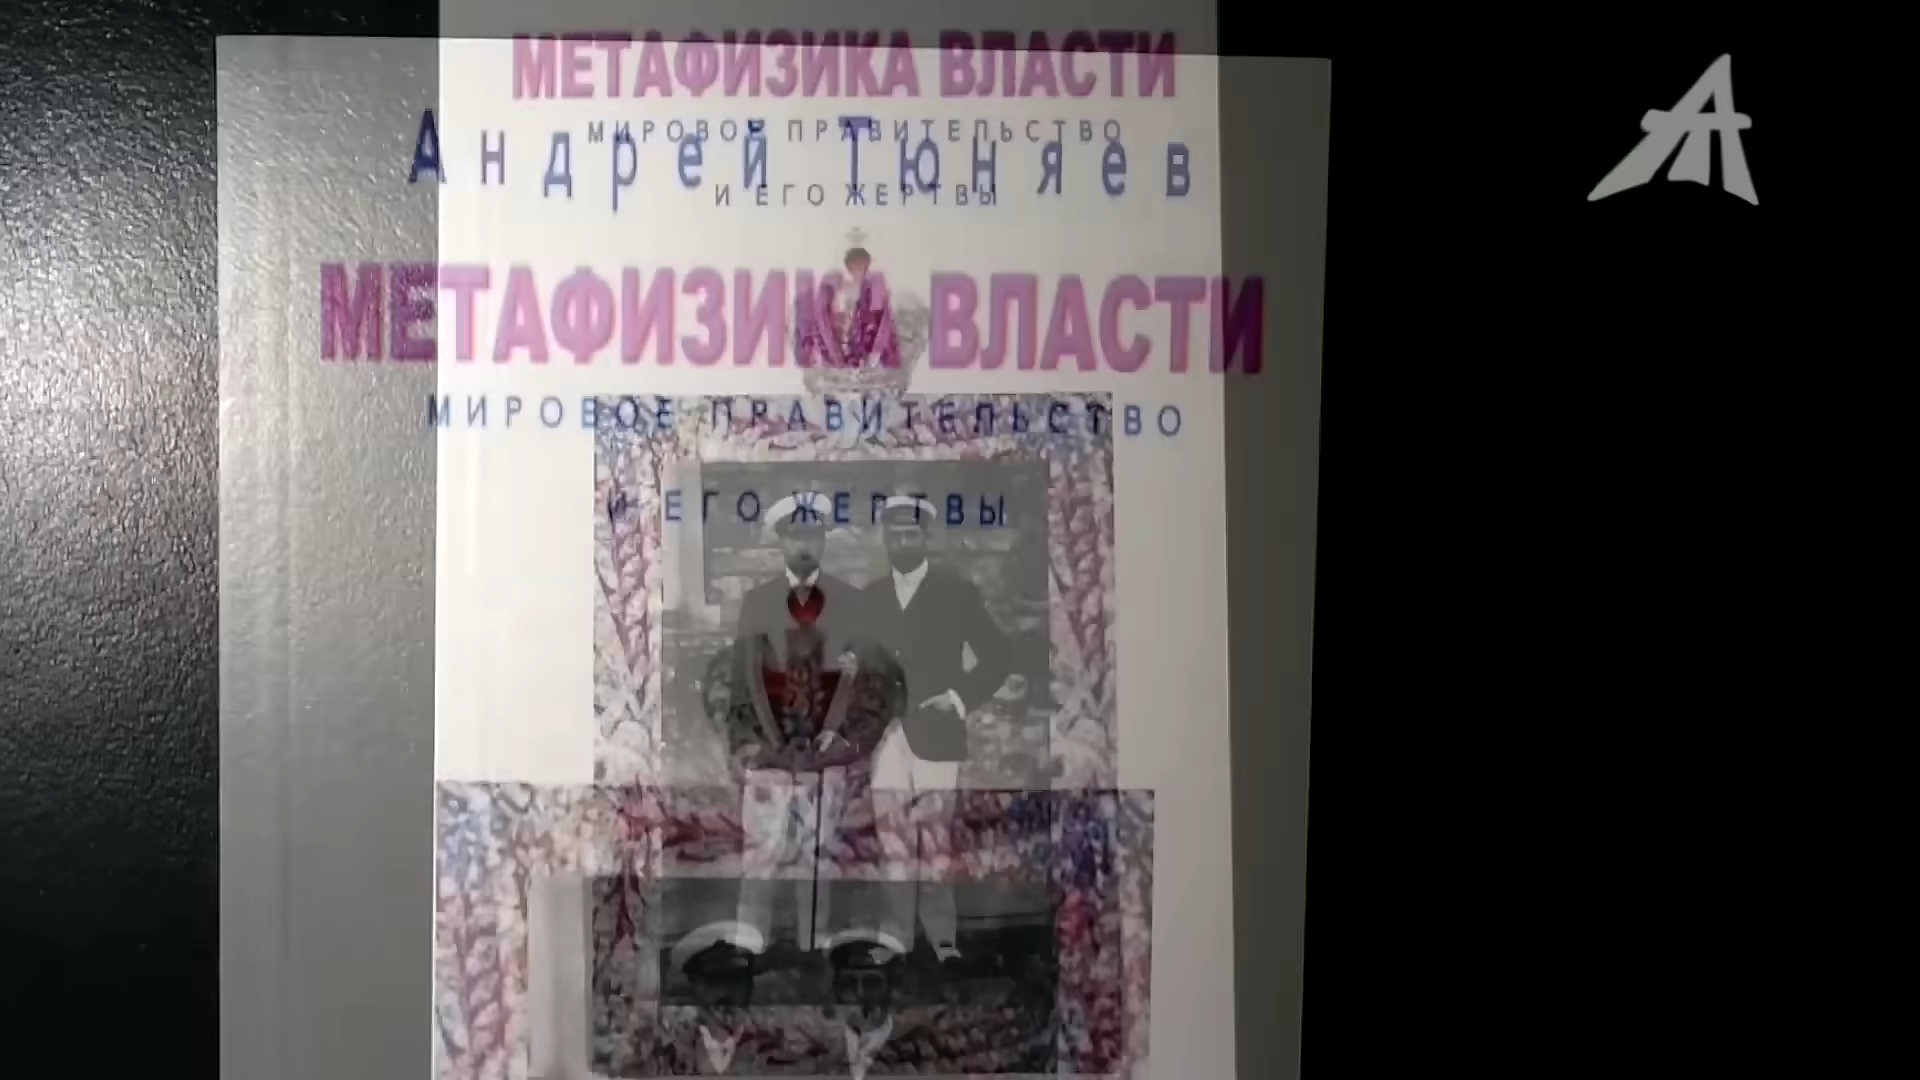 МЕТАФИЗИКА ВЛАСТИ
МИРОВОЕ ПРАВИТЕЛЬСТВО
И ЕГО ЖЕРТВЫ
Андрей Тюняев
МЕТАФИЗИКА ВЛАСТИ
МИРОВОЕ ПРАВИТЕЛЬСТВО
И ЕГО ЖЕРТВЫ